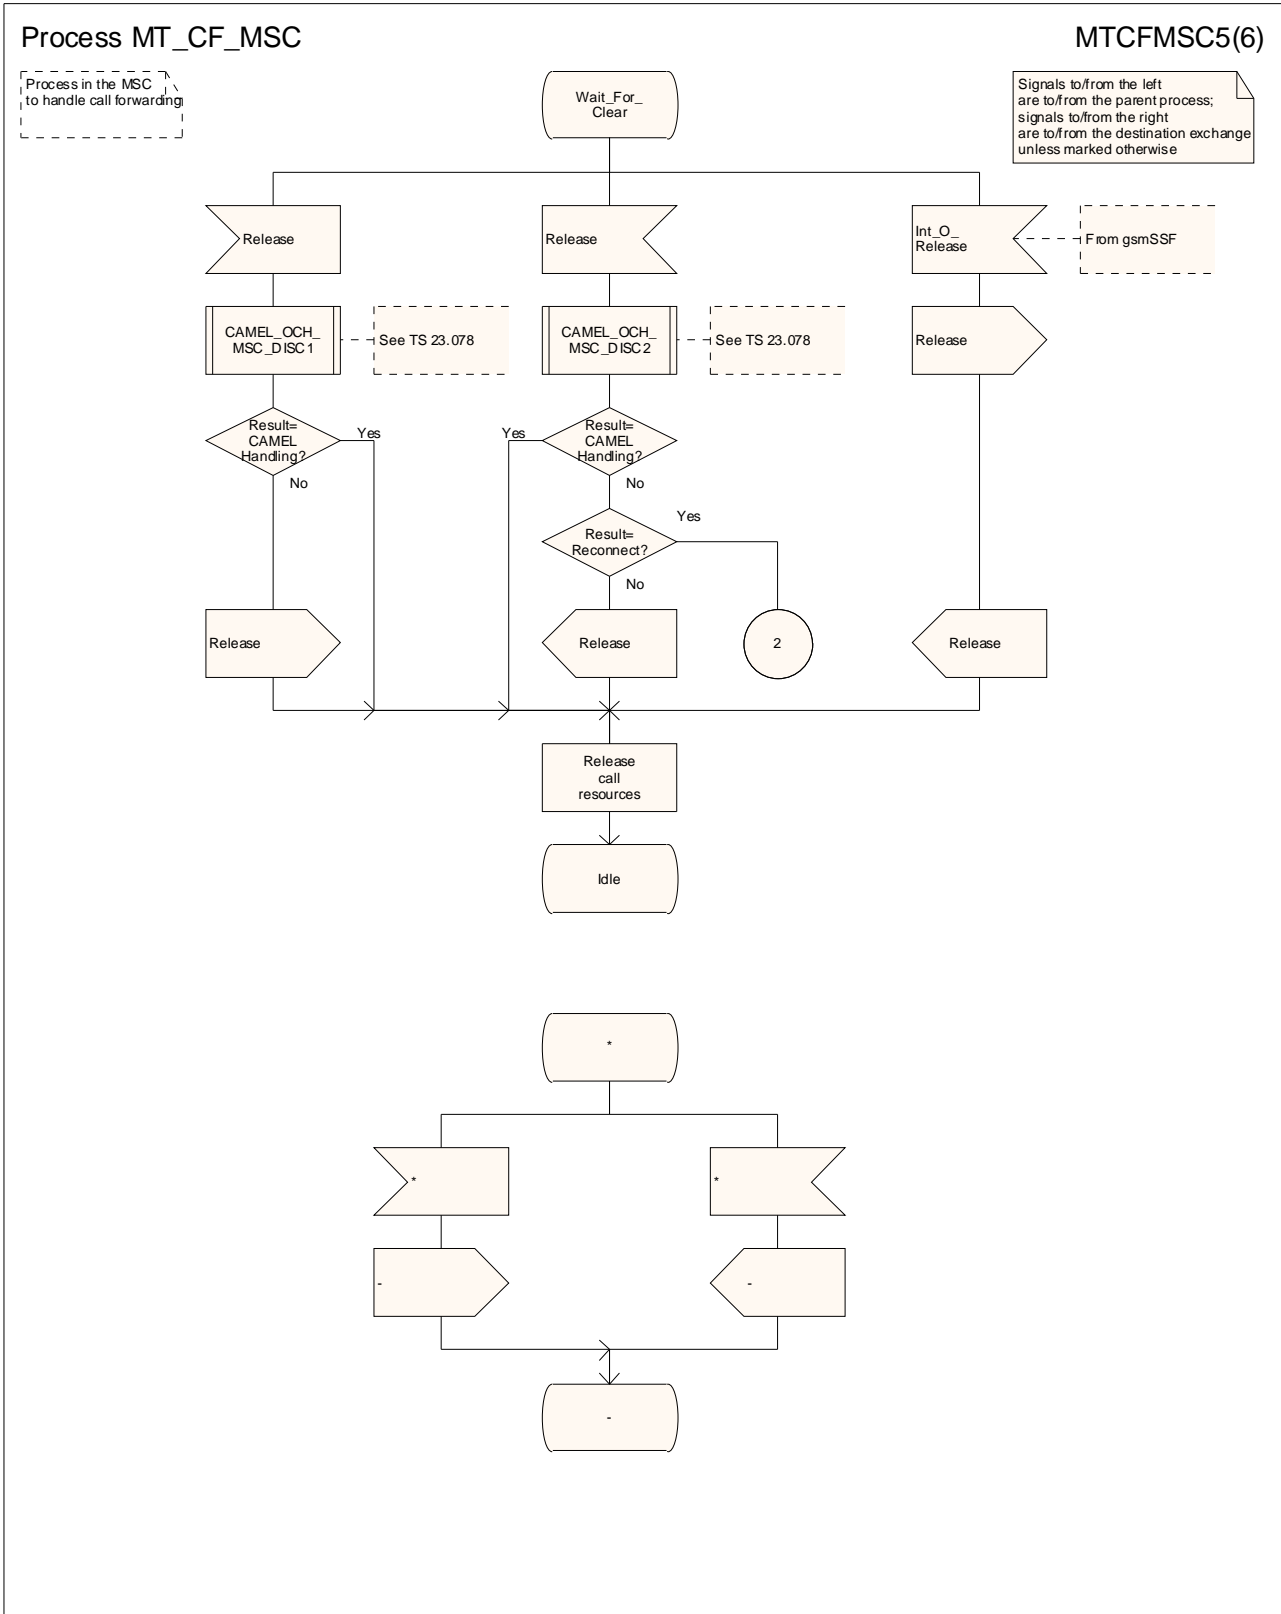 Process MT_CF_MSC
MTCFMSC5(6)
Process in the MSC
to handle call forwarding
Signals to/from the left
are to/from the parent process;
signals to/from the right
are to/from the destination exchange
unless marked otherwise
Wait_For_
Clear
Release
Release
Int_O_
Release
From gsmSSF
CAMEL_OCH_
MSC_DISC1
See TS 23.078
CAMEL_OCH_
MSC_DISC2
See TS 23.078
Release
Result=
CAMEL
Handling?
Yes
No
Yes
Result=
CAMEL
Handling?
No
Result=
Reconnect?
Yes
No
Release
Release
2
Release
Release
call
resources
Idle
*
*
*
-
-
-